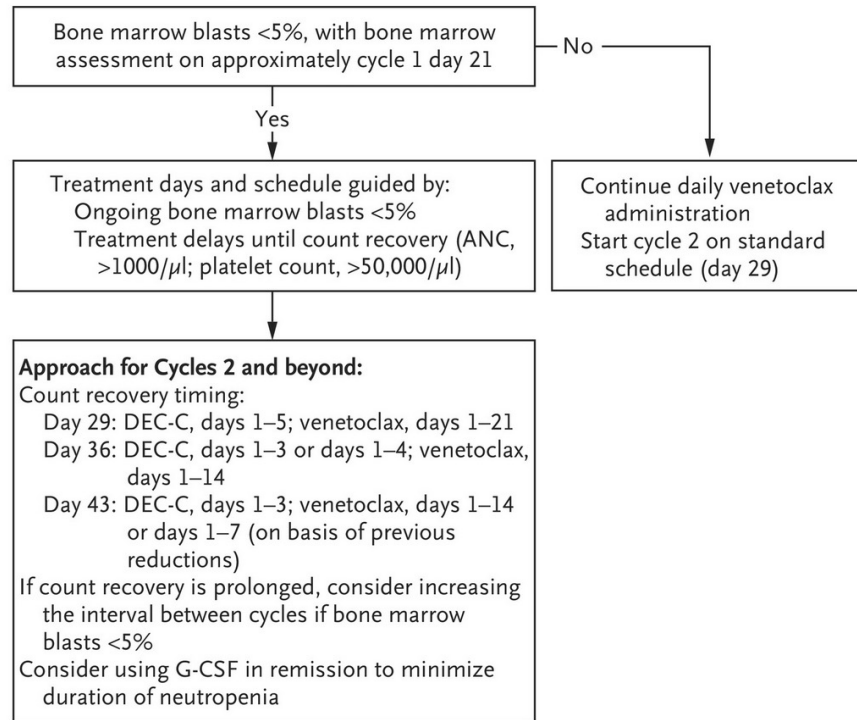 Bone marrow blasts <5%, with bone marrow
assessment on approximately cycle 1 day 21
No
Yes
Treatment days and schedule guided by:
Ongoing bone marrow blasts <5%
Treatment delays until count recovery (ANC,
>1000/μl; platelet count, >50,000/μl)
Continue daily venetoclax
administration
Start cycle 2 on standard
schedule (day 29)
Approach for Cycles 2 and beyond:
Count recovery timing:
Day 29: DEC-C, days 1–5; venetoclax, days 1–21
Day 36: DEC-C, days 1–3 or days 1–4; venetoclax,
days 1–14
Day 43: DEC-C, days 1–3; venetoclax, days 1–14
or days 1–7 (on basis of previous
reductions)
If count recovery is prolonged, consider increasing
the interval between cycles if bone marrow
blasts <5%
Consider using G-CSF in remission to minimize
duration of neutropenia